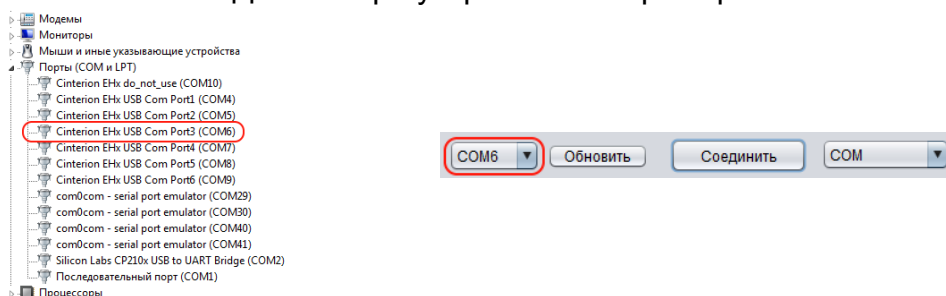 Модемы
Мониторы
Мыши и иные указывающие устройства
Порты (COM и LPT)
Cinterion EHx do_not_use (COM10)
Cinterion EHx USB Com Port1 (COM4)
Cinterion EHx USB Com Port2 (COM5)
Cinterion EHx USB Com Port3 (COM6)
Cinterion EHx USB Com Port4 (COM7)
Cinterion EHx USB Com Port5 (COM8)
Cinterion EHx USB Com Port6 (COM9)
com0com - serial port emulator (COM29)
com0com - serial port emulator (COM30)
com0com - serial port emulator (COM40)
com0com - serial port emulator (COM41)
Silicon Labs CP210x USB to UART Bridge (COM2)
Последовательный порт (COM1)
Процессоры
COM6 Обновить Соединить COM